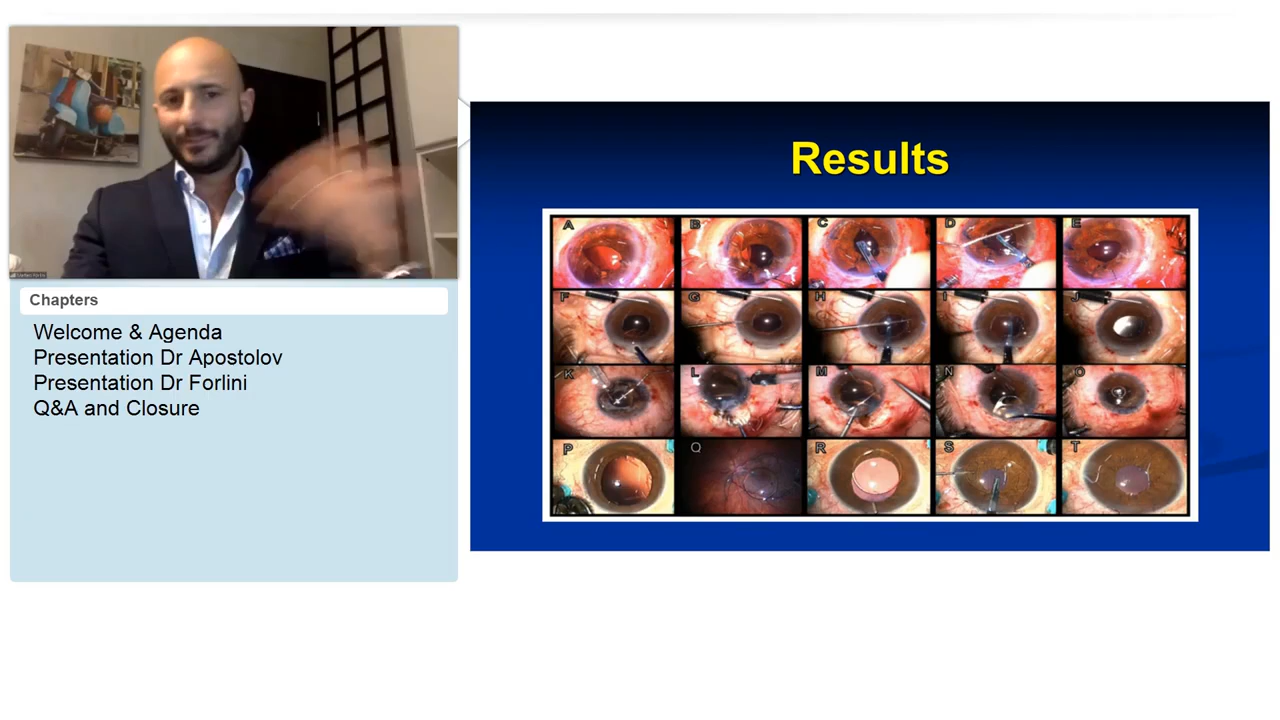 Chapters
Welcome & Agenda
Presentation Dr Apostolov
Presentation Dr Forlini
Q&A and Closure
Results
A B C D E
F G H I J
K L M N O
P Q R S T